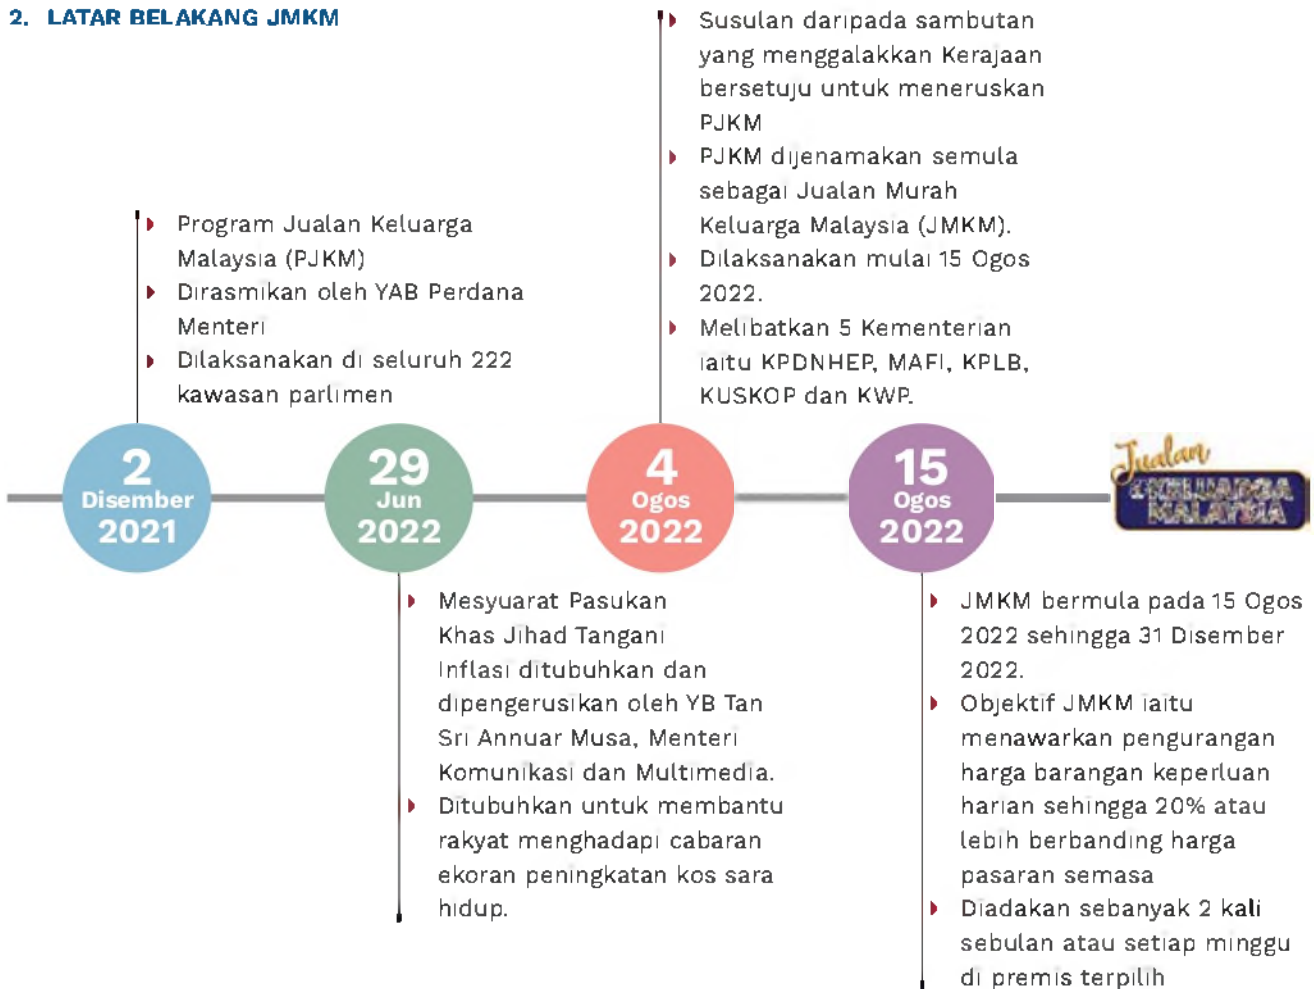 2. LATAR BELAKANG JMKM
Program Jualan Keluarga
Malaysia (PJKM)
Dirasmikan oleh YAB Perdana
Menteri
Dilaksanakan di seluruh 222
kawasan parlimen
2
Disember
2021
Mesyuarat Pasukan
Khas Jihad Tangani
Inflasi ditubuhkan dan
dipengerusikan oleh YB Tan
Sri Annuar Musa, Menteri
Komunikasi dan Multimedia.
Ditubuhkan untuk membantu
rakyat menghadapi cabaran
ekoran peningkatan kos sara
hidup.
29
Jun
2022
Susulan daripada sambutan
yang menggalakkan Kerajaan
bersetuju untuk meneruskan
PJKM
PJKM dijenamakan semula
sebagai Jualan Murah
Keluarga Malaysia (JMKM).
Dilaksanakan mulai 15 Ogos
2022.
Melibatkan 5 Kementerian
iaitu KPDNHEP, MAFI, KPLB,
KUSKOP dan KWP.
4
Ogos
2022
15
Ogos
2022
JMKM bermula pada 15 Ogos
2022 sehingga 31 Disember
2022.
Objektif JMKM iaitu
menawarkan pengurangan
harga barangan keperluan
harian sehingga 20% atau
lebih berbanding harga
pasaran semasa
Diadakan sebanyak 2 kali
sebulan atau setiap minggu
di premis terpilih
Jualan
KELUARGA
MALAYSIA